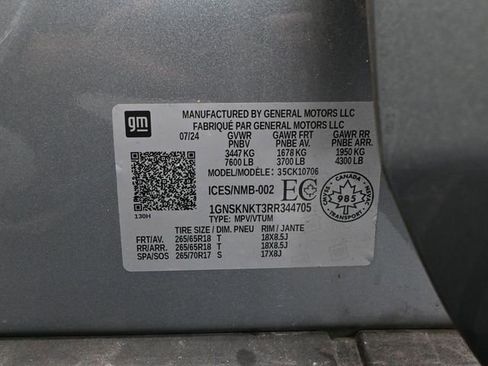 gm
MANUFACTURED BY GENERAL MOTORS LLC
FABRIQUÉ PAR GENERAL MOTORS LLC
07/24 GVWR GAWR FRT GAWR RR
PNBV PNBE AV. PNBE ARR.
3447 KG 1678 KG 1950 KG
7600 LB 3700 LB 4300 LB
MODEL/MODÈLE: 35CK10706
ICES/NMB-002 EC
CANADA
985
TRANSPORT
1GNSKNKT3RR344705
130H
TYPE: MPV/VTUM
TIRE SIZE / DIM. PNEU RIM / JANTE
FRT/AV. 265/65R18 T 18X8.5J
RR/ARR. 265/65R18 T 18X8.5J
SPA/SOS 265/70R17 S 17X8J